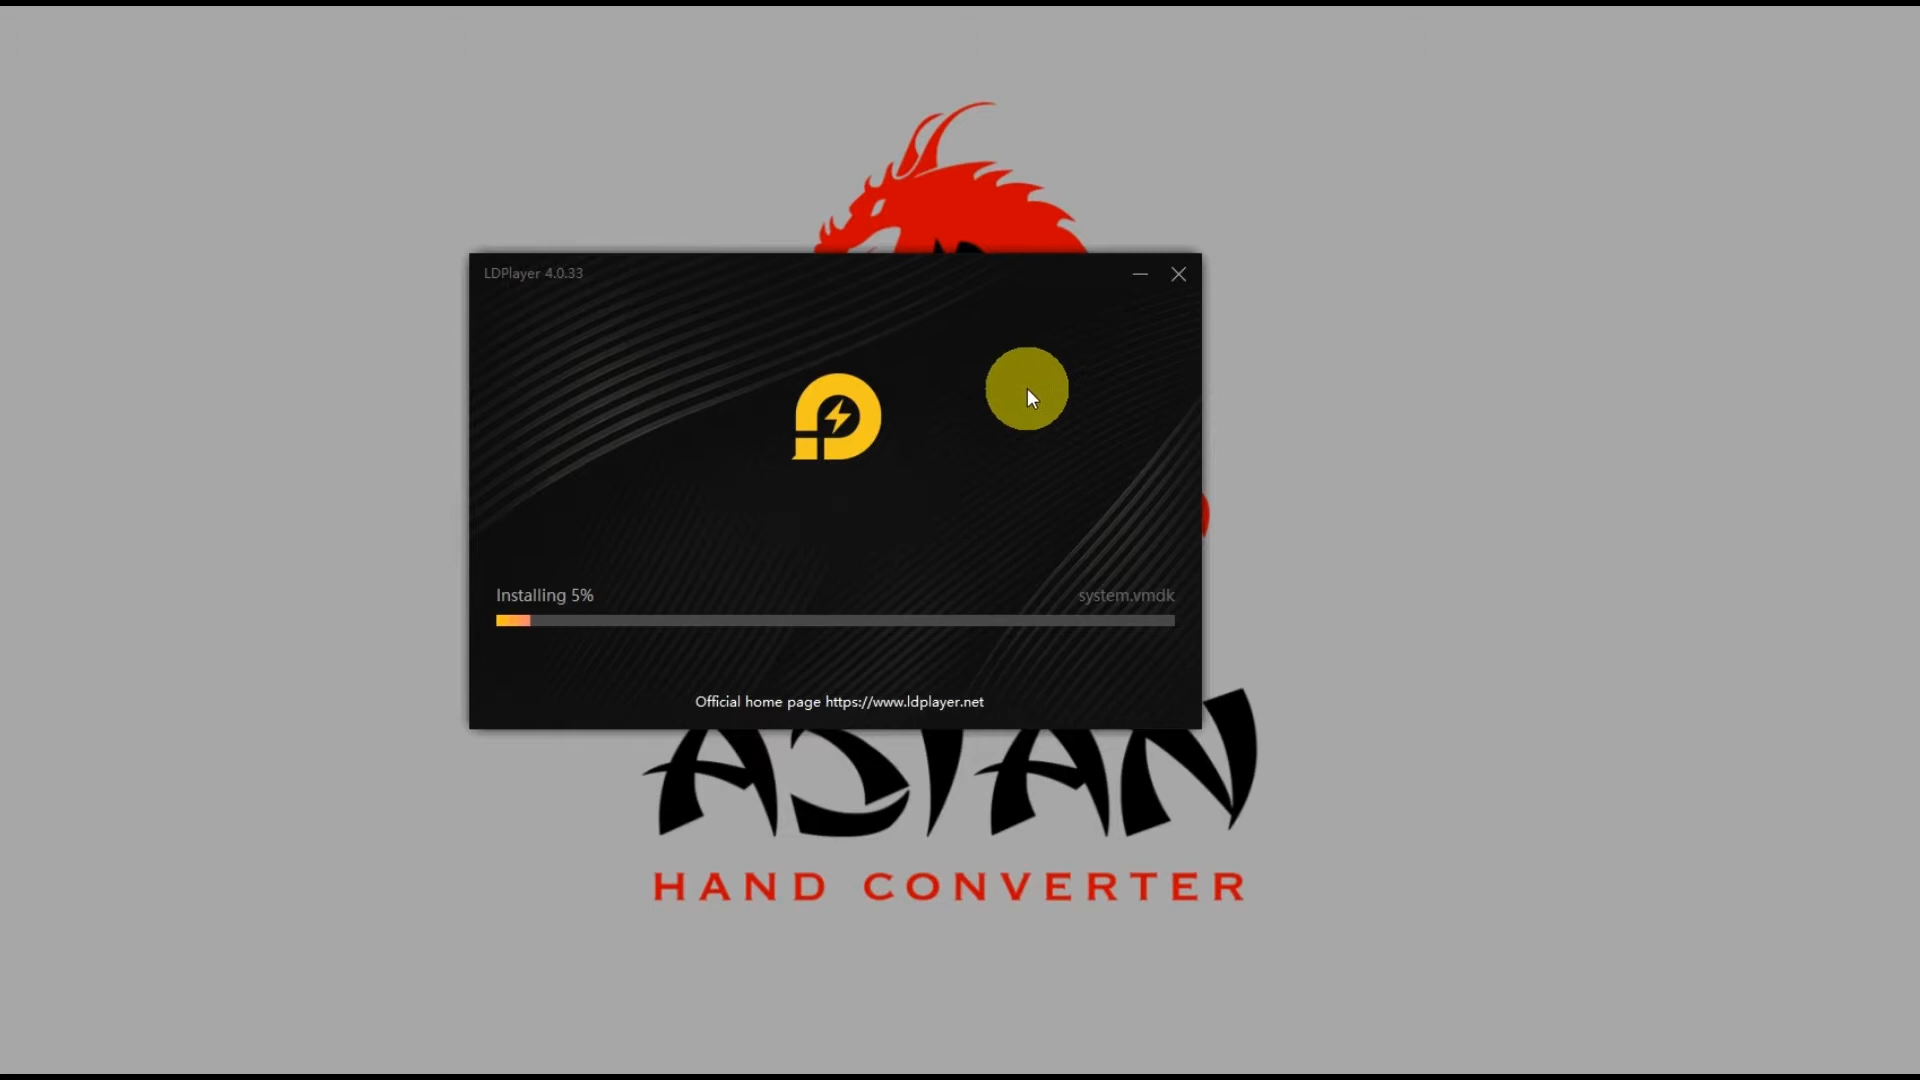 LDPlayer 4.0.33
Installing 5%
system.vmdk
Official home page https://www.ldplayer.net
ASIAN
HAND CONVERTER